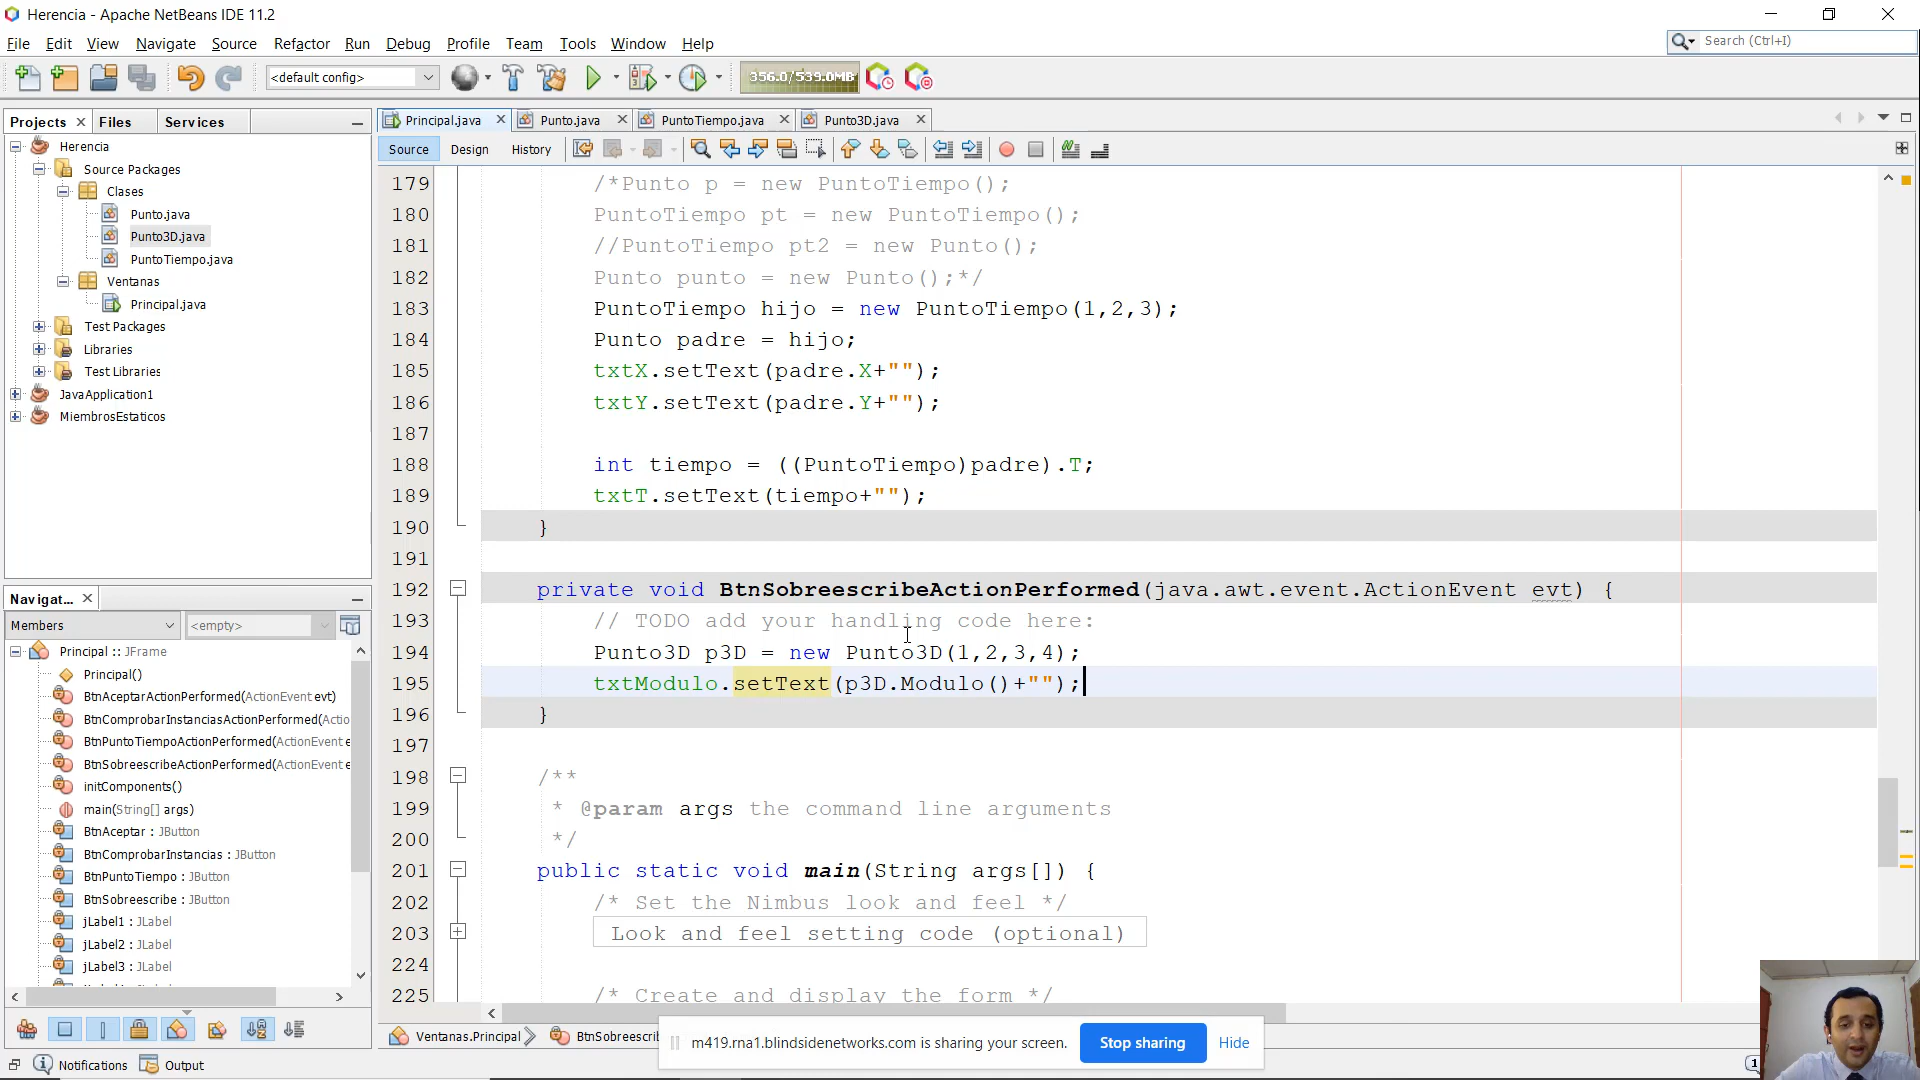 Herencia - Apache NetBeans IDE 11.2
File Edit View Navigate Source Refactor Run Debug Profile Team Tools Window Help
Search (Ctrl+I)
<default config>
356.0/539.0MB
Projects Files Services
Herencia
Source Packages
Clases
Punto.java
Punto3D.java
PuntoTiempo.java
Ventanas
Principal.java
Test Packages
Libraries
Test Libraries
JavaApplication1
MiembrosEstaticos
Navigat...
Members <empty>
Principal :: JFrame
Principal()
BtnAceptarActionPerformed(ActionEvent evt)
BtnComprobarInstanciasActionPerformed(Actio
BtnPuntoTiempoActionPerformed(ActionEvent e
BtnSobreescribeActionPerformed(ActionEvent e
initComponents()
main(String[] args)
BtnAceptar : JButton
BtnComprobarInstancias : JButton
BtnPuntoTiempo : JButton
BtnSobreescribe : JButton
jLabel1 : JLabel
jLabel2 : JLabel
jLabel3 : JLabel
Principal.java Punto.java PuntoTiempo.java Punto3D.java
Source Design History
179 /*Punto p = new PuntoTiempo();
180 PuntoTiempo pt = new PuntoTiempo();
181 //PuntoTiempo pt2 = new Punto();
182 Punto punto = new Punto();*/
183 PuntoTiempo hijo = new PuntoTiempo(1,2,3);
184 Punto padre = hijo;
185 txtX.setText(padre.X+"");
186 txtY.setText(padre.Y+"");
187
188 int tiempo = ((PuntoTiempo)padre).T;
189 txtT.setText(tiempo+"");
190 }
191
192 private void BtnSobreescribeActionPerformed(java.awt.event.ActionEvent evt) {
193 // TODO add your handling code here:
194 Punto3D p3D = new Punto3D(1,2,3,4);
195 txtModulo.setText(p3D.Modulo()+"");
196 }
197
198 /**
199 * @param args the command line arguments
200 */
201 public static void main(String args[]) {
202 /* Set the Nimbus look and feel */
203 Look and feel setting code (optional)
224
225 /* Create and display the form */
Ventanas.Principal BtnSobreescrib
m419.rna1.blindsidenetworks.com is sharing your screen. Stop sharing Hide
Notifications Output